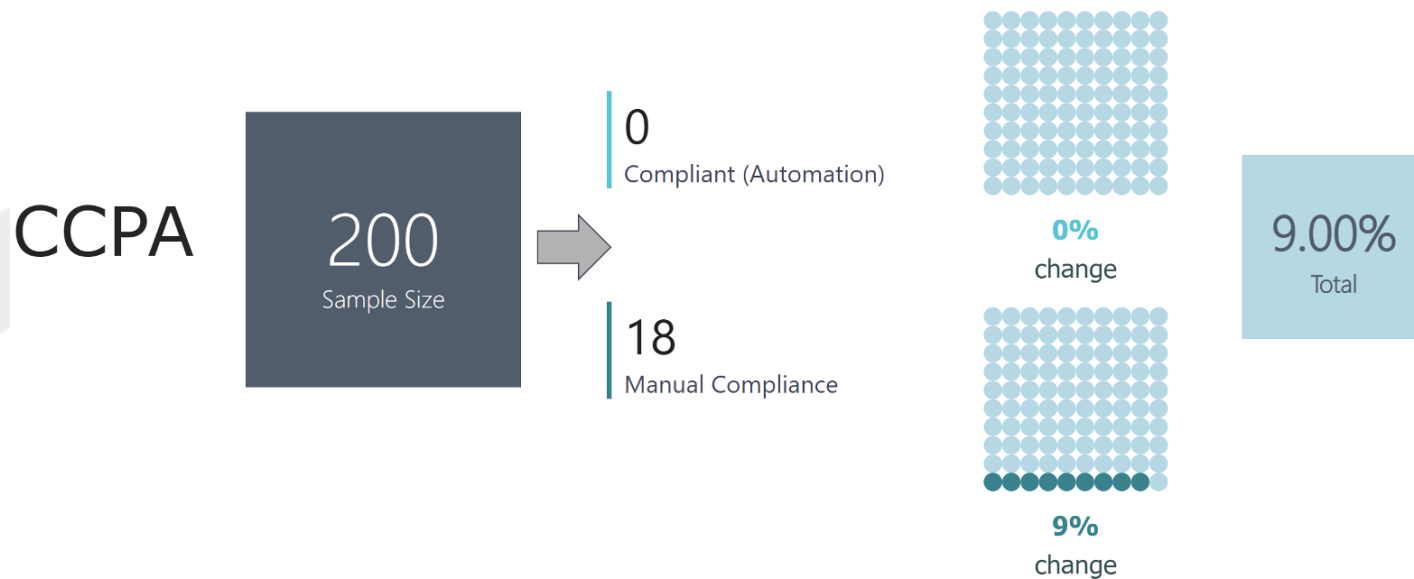 CCPA
200
Sample Size
0
Compliant (Automation)
18
Manual Compliance
0%
change
9%
change
9.00%
Total